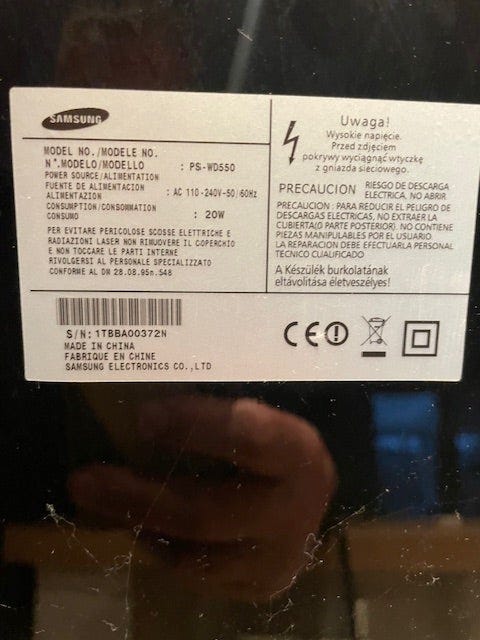 SAMSUNG
MODEL NO./MODELE NO.
N°.MODELO/MODELLO : PS-WD550
POWER SOURCE/ALIMENTATION
FUENTE DE ALIMENTACION
ALIMENTAZION : AC 110-240V~50/60Hz
CONSUMPTION/CONSOMMATION
CONSUMO : 20W
PER EVITARE PERICOLOSE SCOSSE ELETTRICHE E
RADIAZIONI LASER NON RIMUOVERE IL COPERCHIO
E NON TOCCARE LE PARTI INTERNE
RIVOLGERSI AL PERSONALE SPECIALIZZATO
CONFORME AL DM 28.08.95n.548
Uwaga!
Wysokie napięcie.
Przed zdjęciem
pokrywy wyciągnąć wtyczkę
z gniazda sieciowego.
PRECAUCION RIESGO DE DESCARGA
ELECTRICA, NO ABRIR
PRECAUCION : PARA REDUCIR EL PELIGRO DE
DESCARGAS ELECTRICAS, NO EXTRAER LA
CUBIERTA(O PARTE POSTERIOR). NO CONTIENE
PIEZAS MANIPULABLES POR EL USUARIO.
LA REPARACION DEBE EFECTUARLA PERSONAL
TECNICO CUALIFICADO
A Készülék burkolatának
eltávolítása életveszélyes!
S/N: 1TBBA00372N
MADE IN CHINA
FABRIQUE EN CHINE
SAMSUNG ELECTRONICS CO.,LTD
CE